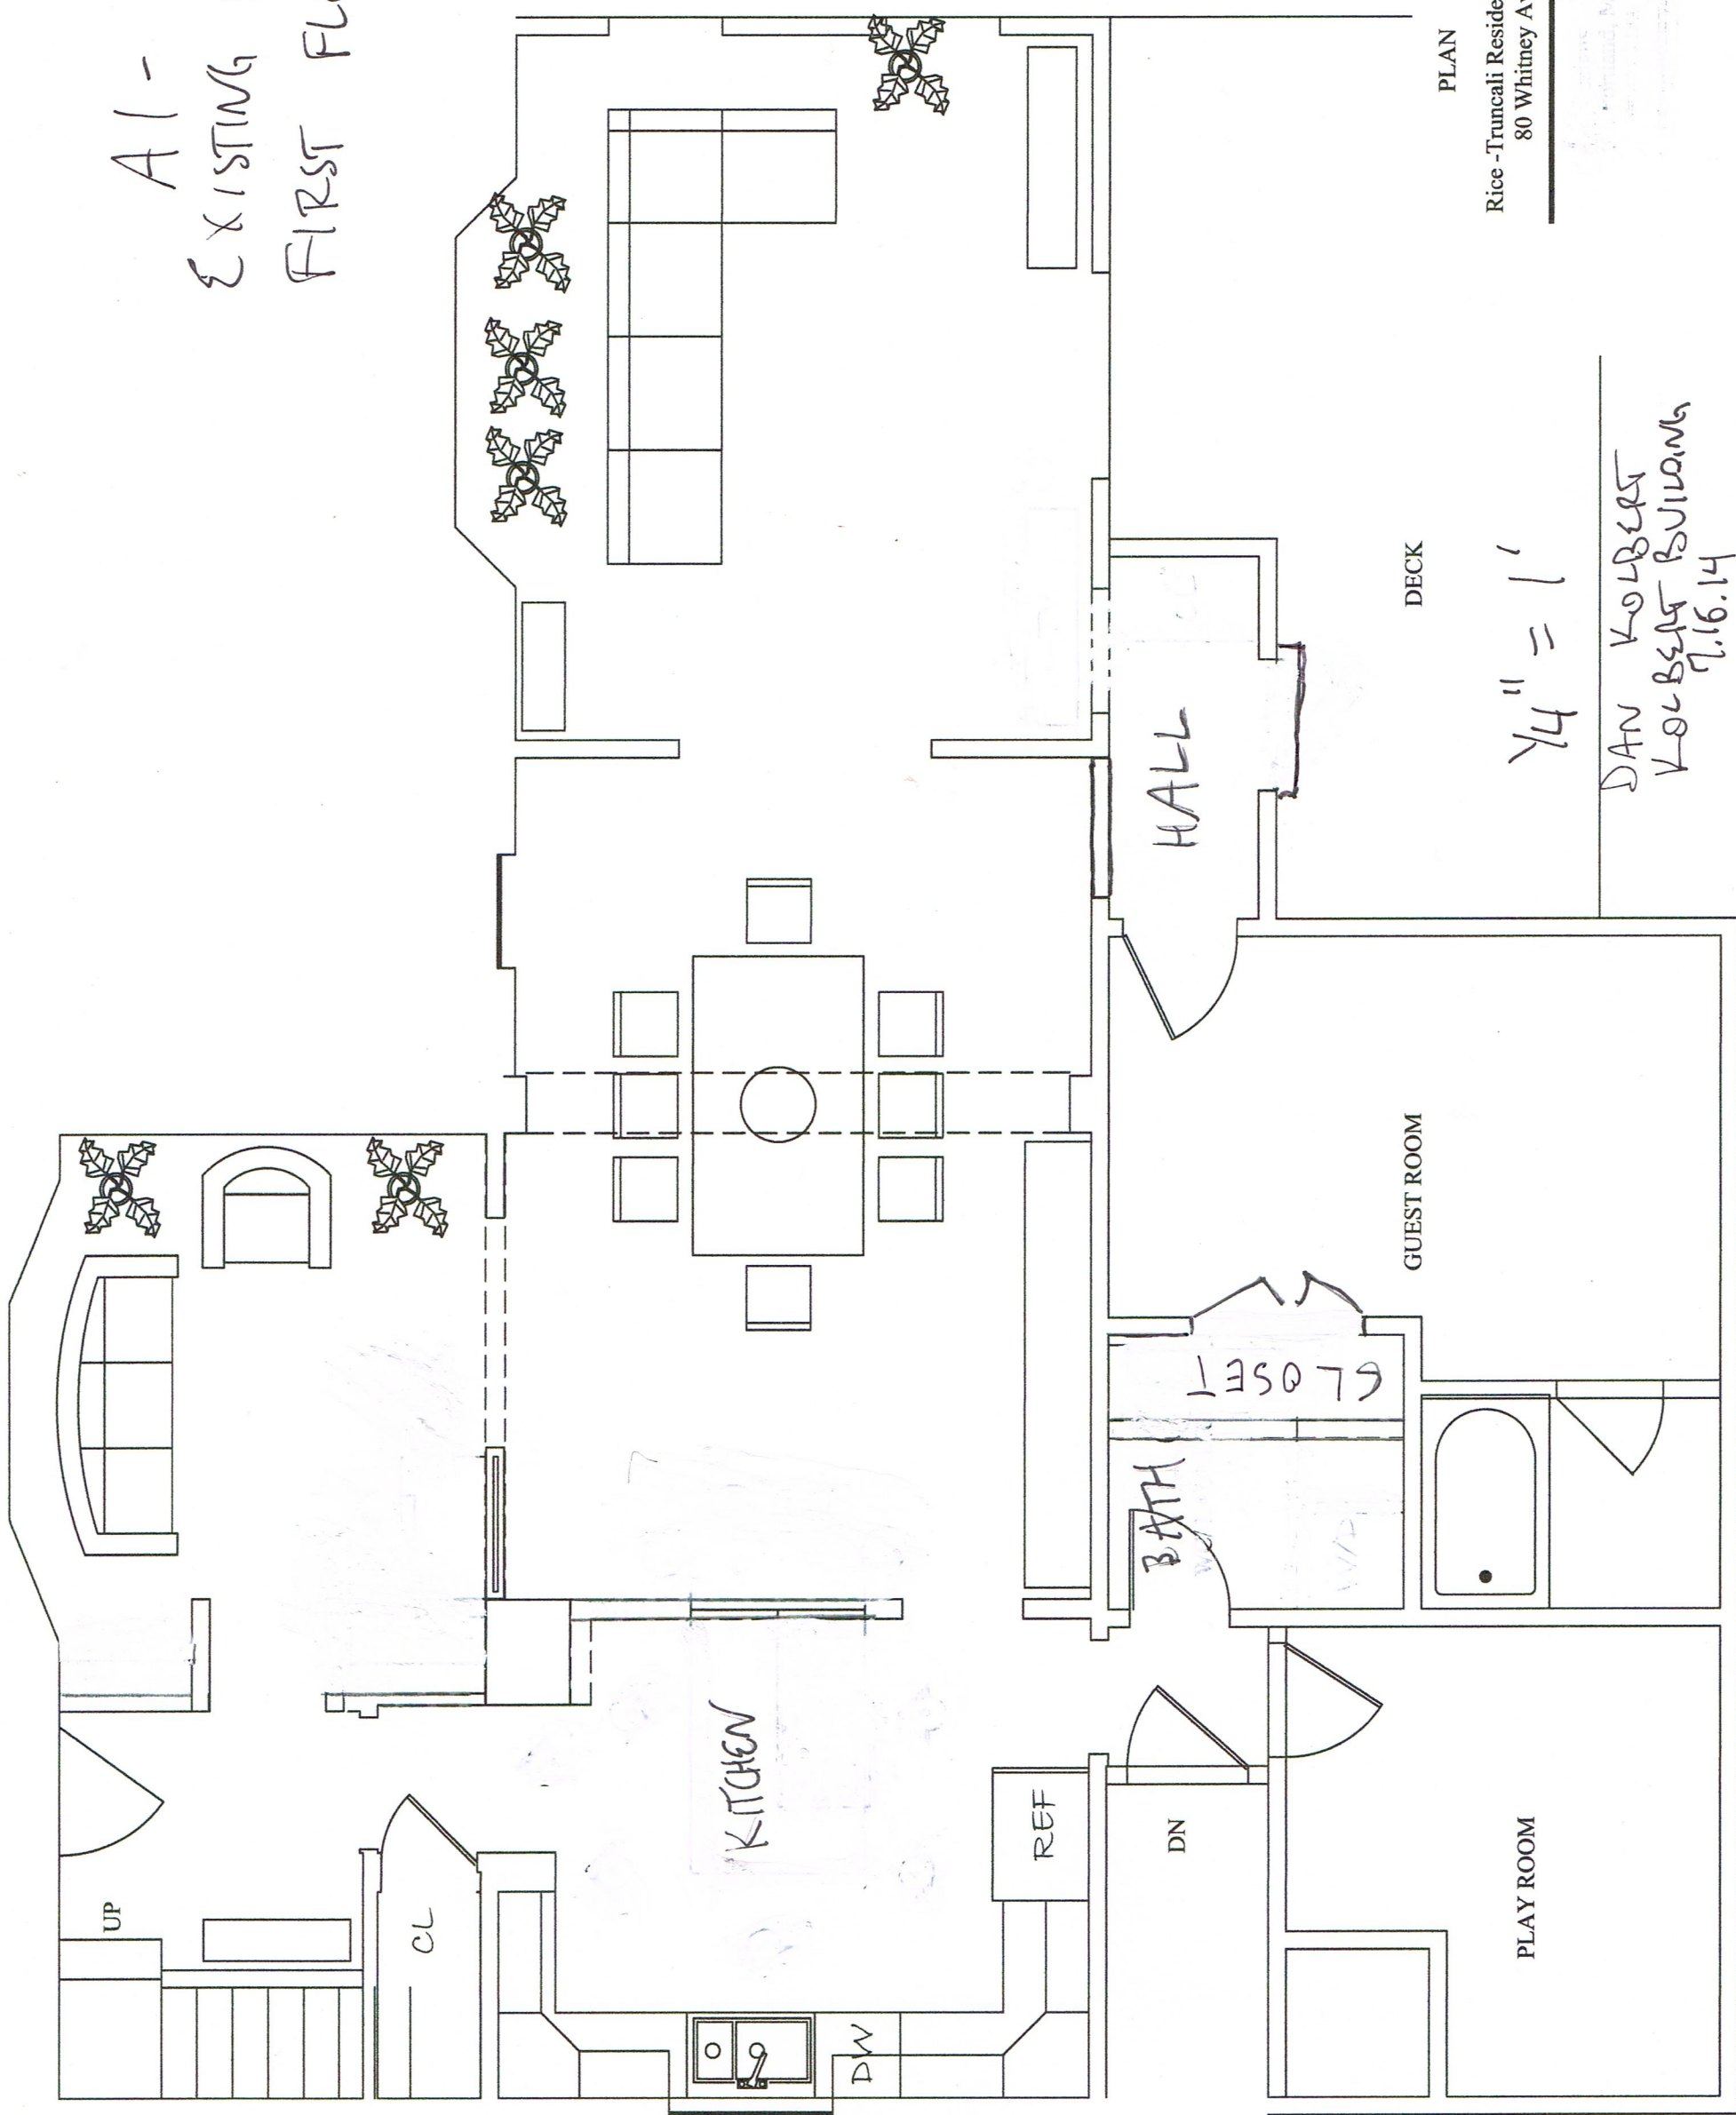 A1-
EXISTING
FIRST FL
PLAN
Rice -Truncali Reside
80 Whitney Av
DECK
1/4" = 1'
DAN KOLBERT
KOLBERT BUILDING
7.16.14
HALL
GUEST ROOM
CLOSET
BATH
KITCHEN
REF
DN
PLAY ROOM
UP
CL
DW